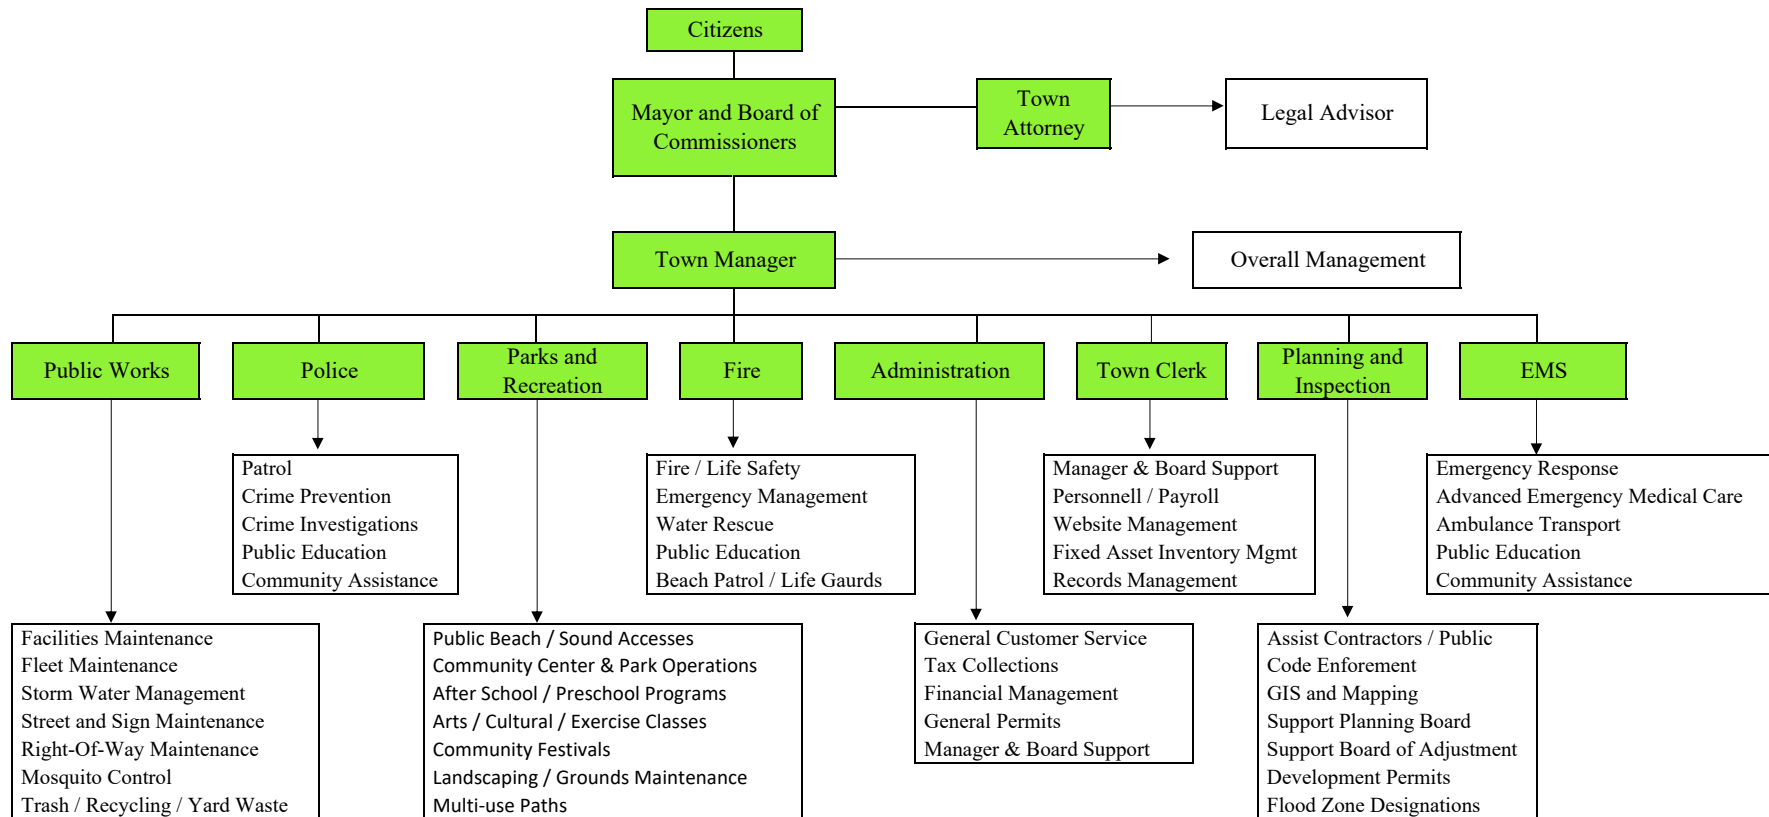 Citizens
Mayor and Board of
Commissioners
Town
Attorney
Legal Advisor
Town Manager
Overall Management
Public Works
Police
Parks and
Recreation
Fire
Administration
Town Clerk
Planning and
Inspection
EMS
Patrol
Crime Prevention
Crime Investigations
Public Education
Community Assistance
Fire / Life Safety
Emergency Management
Water Rescue
Public Education
Beach Patrol / Life Gaurds
Manager & Board Support
Personnell / Payroll
Website Management
Fixed Asset Inventory Mgmt
Records Management
Emergency Response
Advanced Emergency Medical Care
Ambulance Transport
Public Education
Community Assistance
Facilities Maintenance
Fleet Maintenance
Storm Water Management
Street and Sign Maintenance
Right-Of-Way Maintenance
Mosquito Control
Trash / Recycling / Yard Waste
Public Beach / Sound Accesses
Community Center & Park Operations
After School / Preschool Programs
Arts / Cultural / Exercise Classes
Community Festivals
Landscaping / Grounds Maintenance
Multi-use Paths
General Customer Service
Tax Collections
Financial Management
General Permits
Manager & Board Support
Assist Contractors / Public
Code Enforement
GIS and Mapping
Support Planning Board
Support Board of Adjustment
Development Permits
Flood Zone Designations